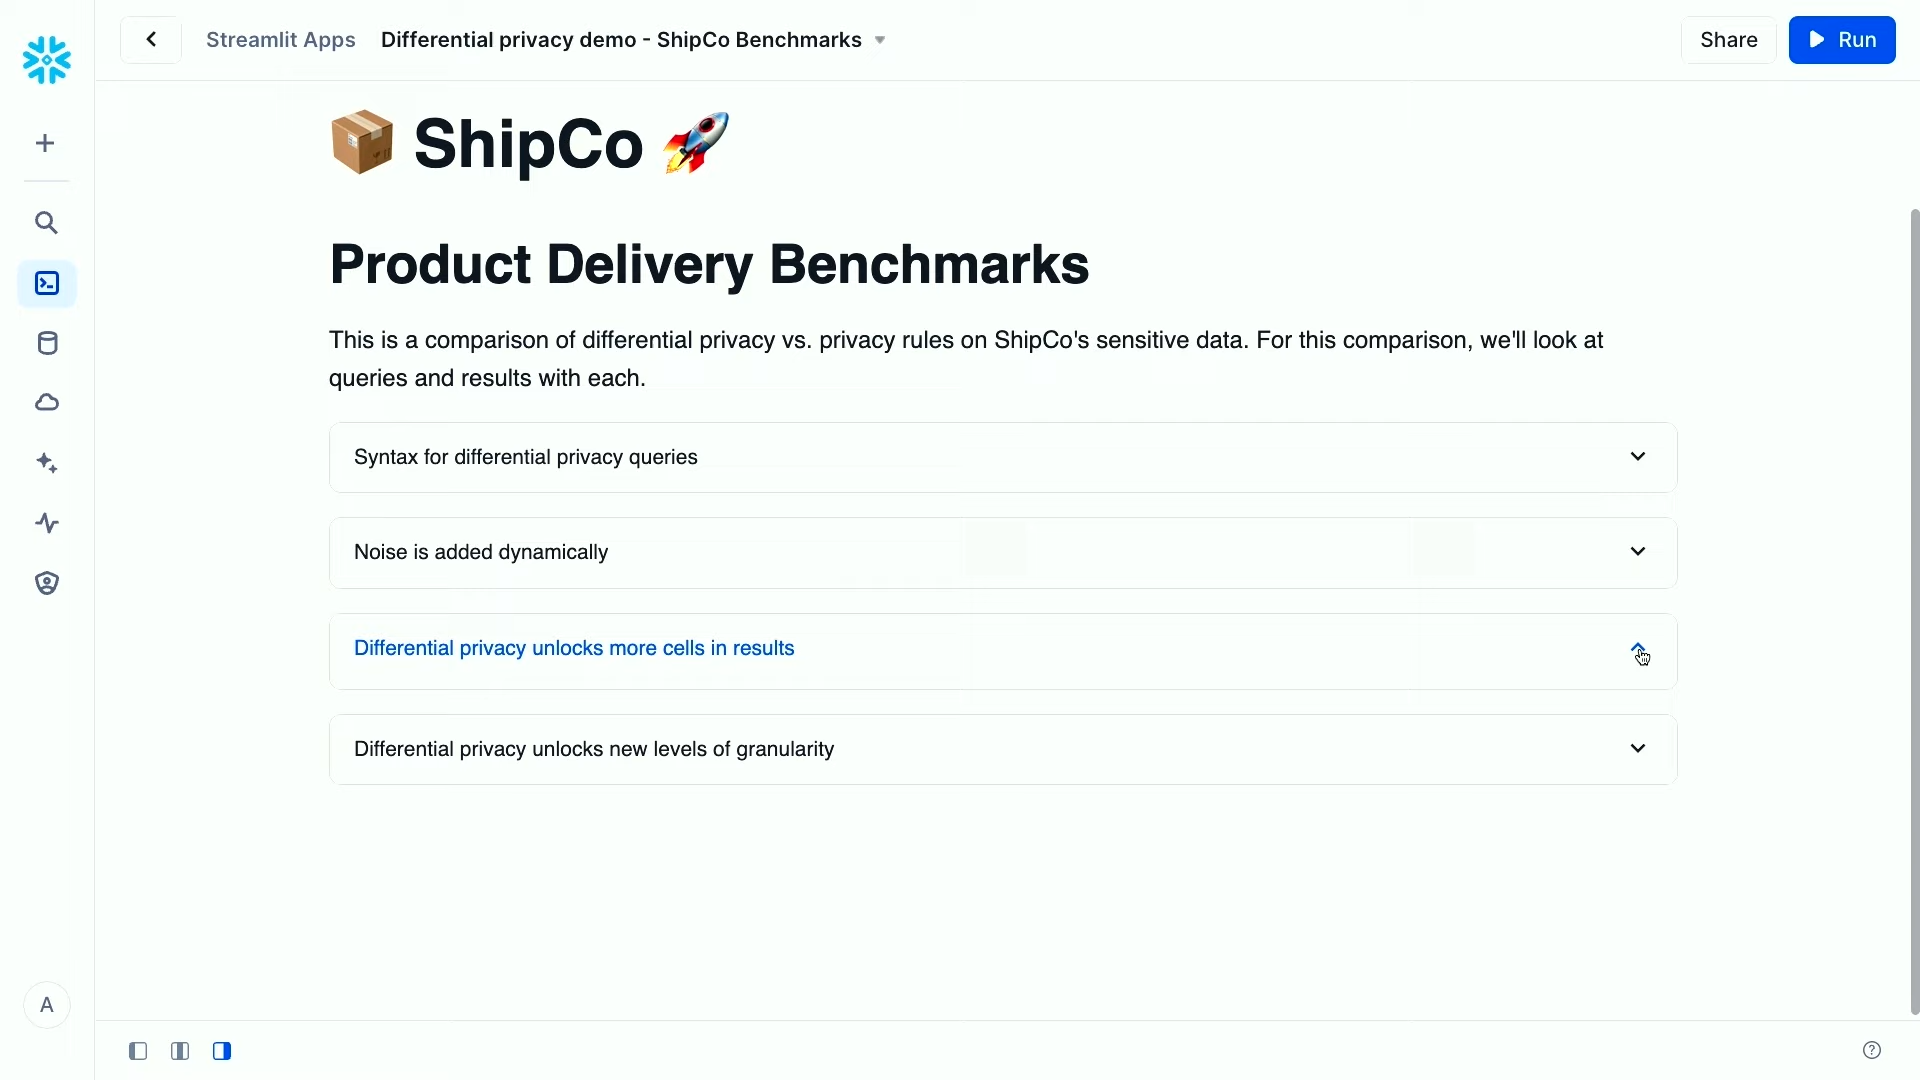 Streamlit Apps Differential privacy demo - ShipCo Benchmarks
Share
Run
ShipCo
Product Delivery Benchmarks
This is a comparison of differential privacy vs. privacy rules on ShipCo's sensitive data. For this comparison, we'll look at
queries and results with each.
Syntax for differential privacy queries
Noise is added dynamically
Differential privacy unlocks more cells in results
Differential privacy unlocks new levels of granularity
A